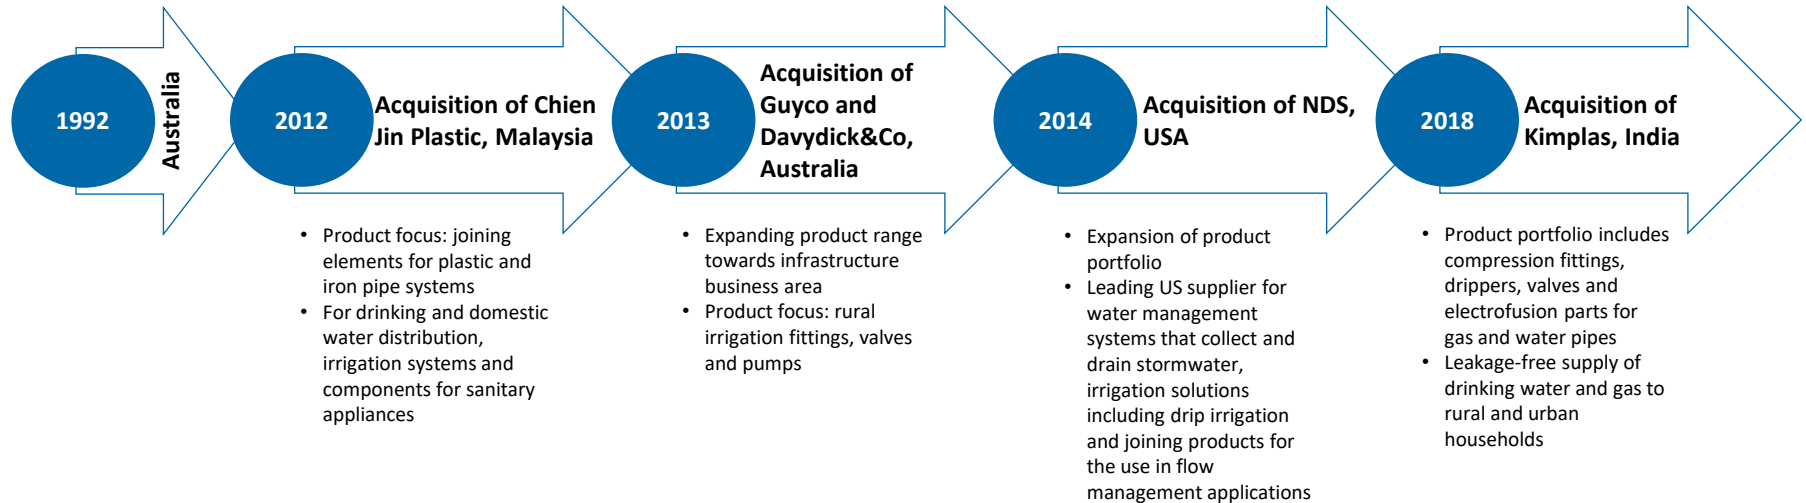 1992
Australia
2012
Acquisition of Chien
Jin Plastic, Malaysia
• Product focus: joining
elements for plastic and
iron pipe systems
• For drinking and domestic
water distribution,
irrigation systems and
components for sanitary
appliances
2013
Acquisition of
Guyco and
Davydick&Co,
Australia
• Expanding product range
towards infrastructure
business area
• Product focus: rural
irrigation fittings, valves
and pumps
2014
Acquisition of NDS,
USA
• Expansion of product
portfolio
• Leading US supplier for
water management
systems that collect and
drain stormwater,
irrigation solutions
including drip irrigation
and joining products for
the use in flow
management applications
2018
Acquisition of
Kimplas, India
• Product portfolio includes
compression fittings,
drippers, valves and
electrofusion parts for
gas and water pipes
• Leakage-free supply of
drinking water and gas to
rural and urban
households